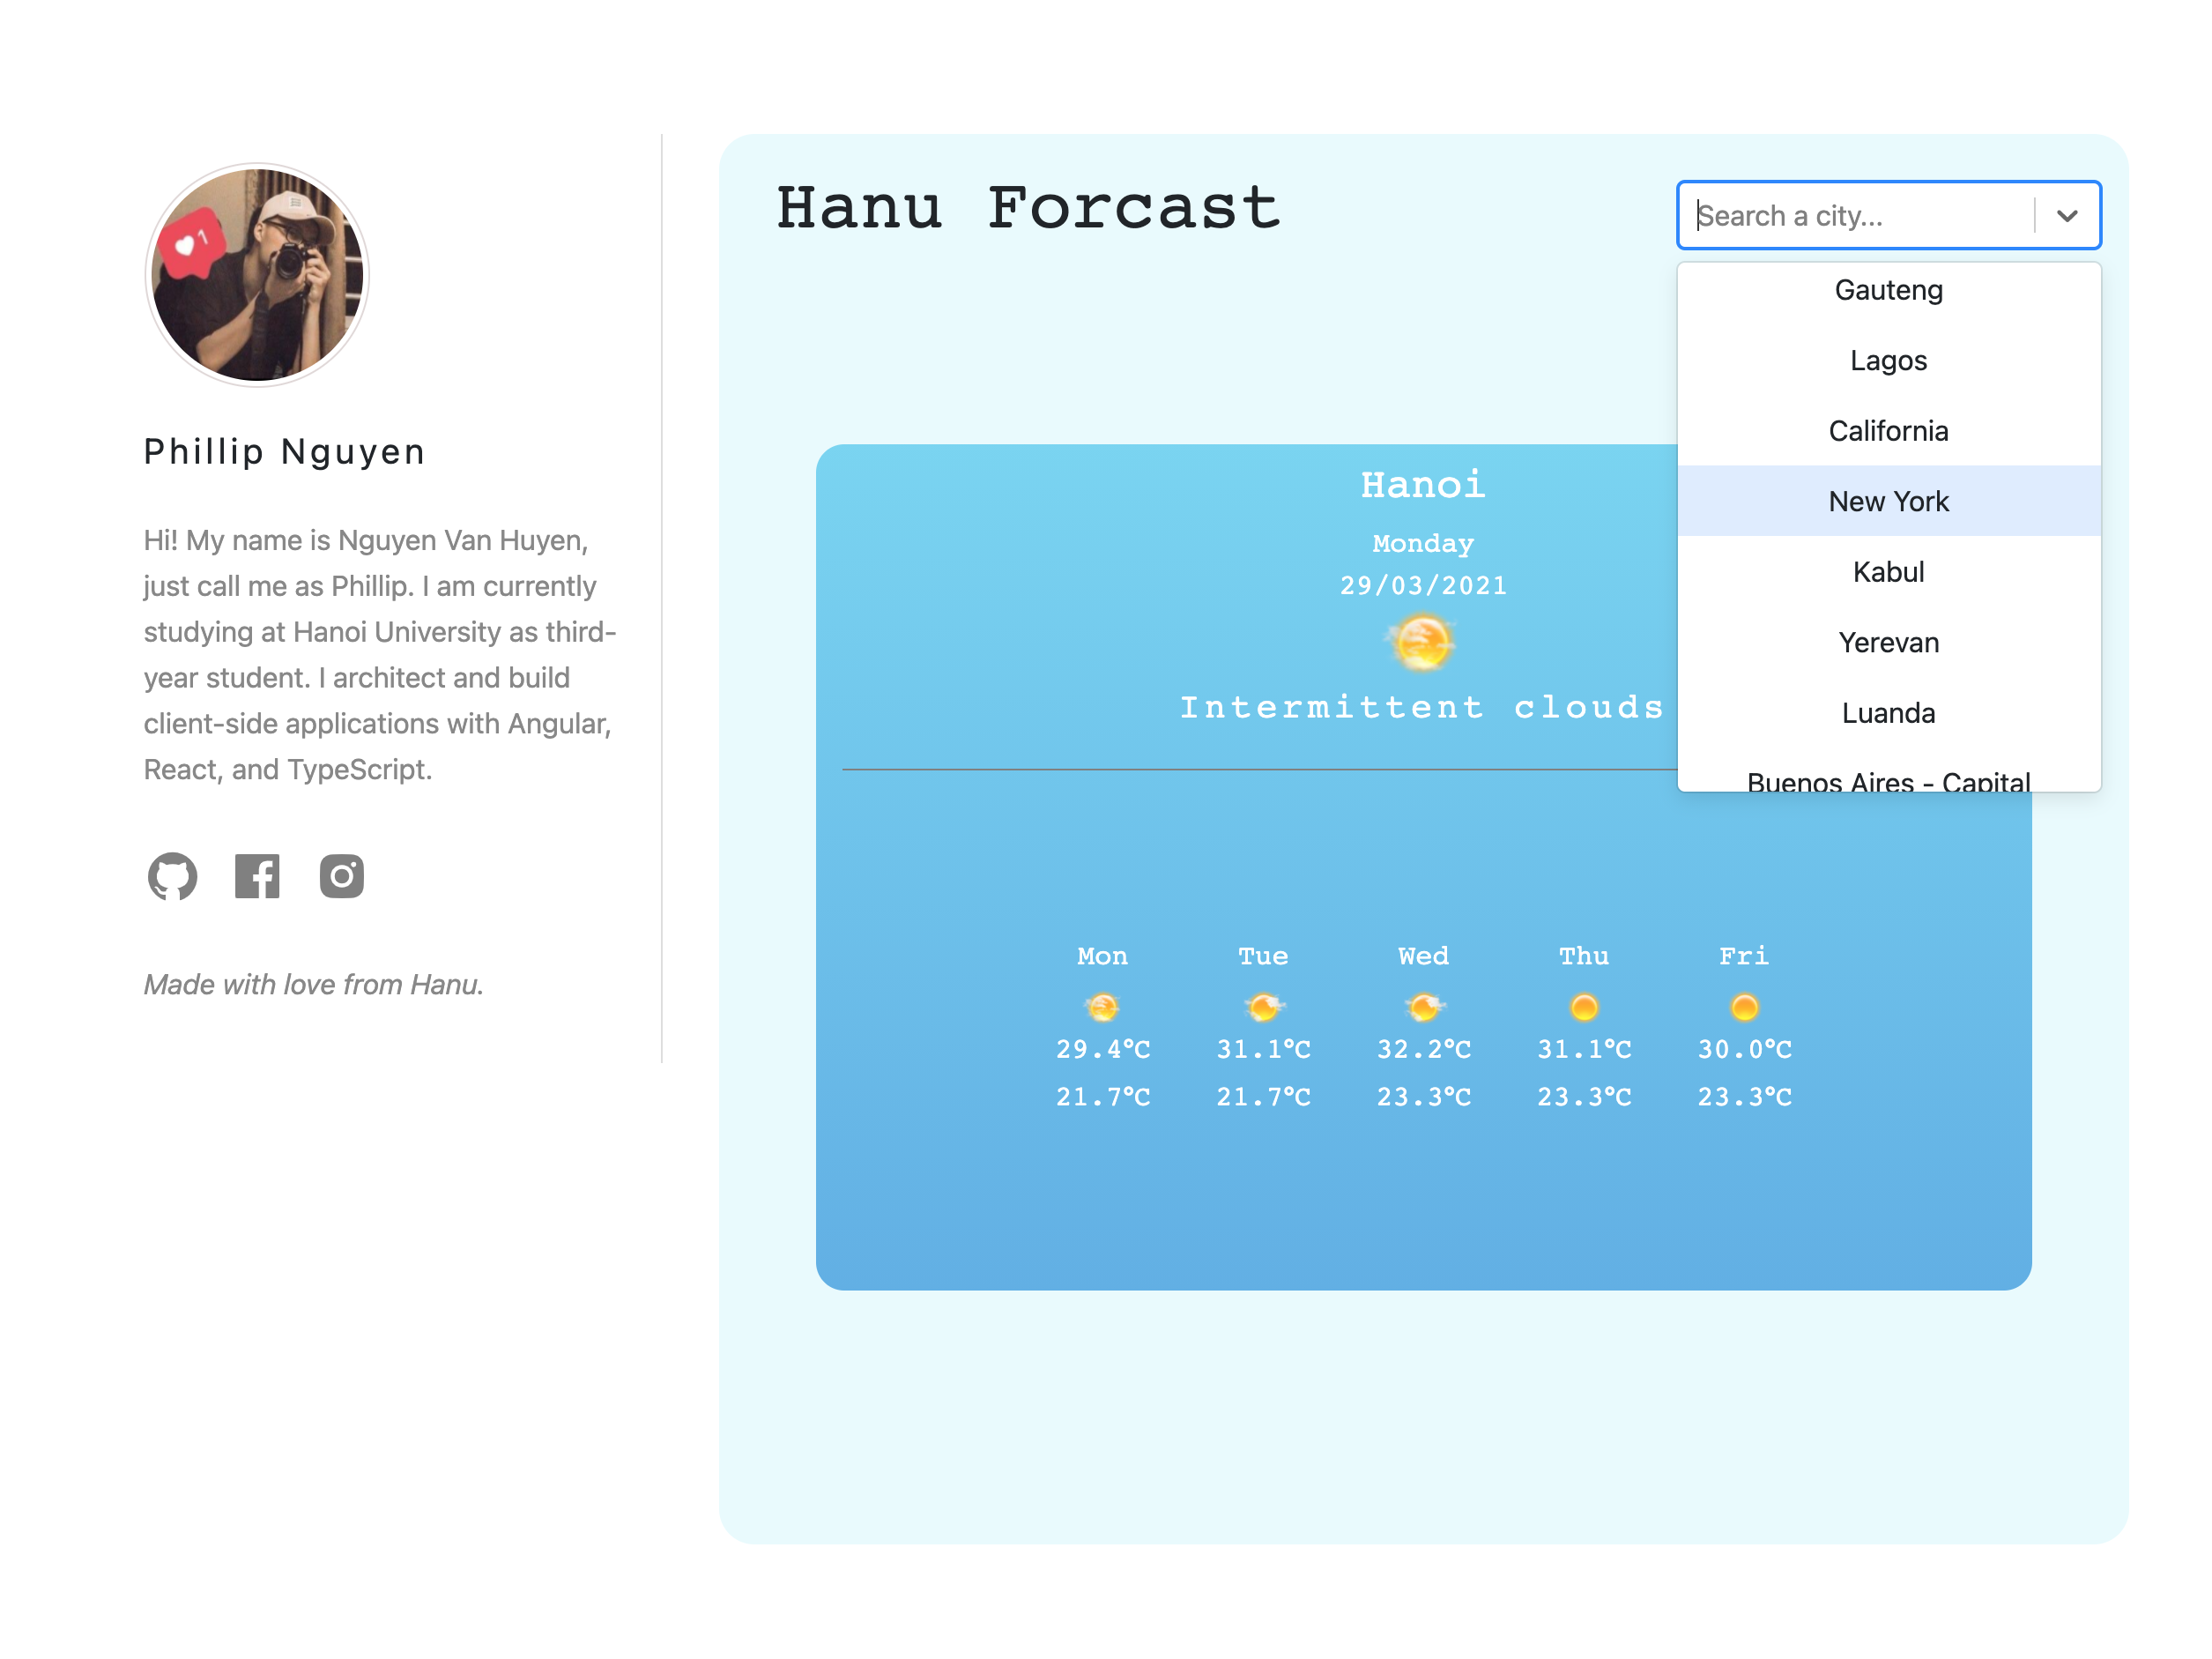 1
Phillip Nguyen
Hi! My name is Nguyen Van Huyen,
just call me as Phillip. I am currently
studying at Hanoi University as third-
year student. I architect and build
client-side applications with Angular,
React, and TypeScript.
Made with love from Hanu.
Hanu Forcast
Search a city...
Gauteng
Lagos
California
New York
Kabul
Yerevan
Luanda
Buenos Aires - Capital
Hanoi
Monday
29/03/2021
Intermittent clouds
Mon Tue Wed Thu Fri
29.4°C 31.1°C 32.2°C 31.1°C 30.0°C
21.7°C 21.7°C 23.3°C 23.3°C 23.3°C